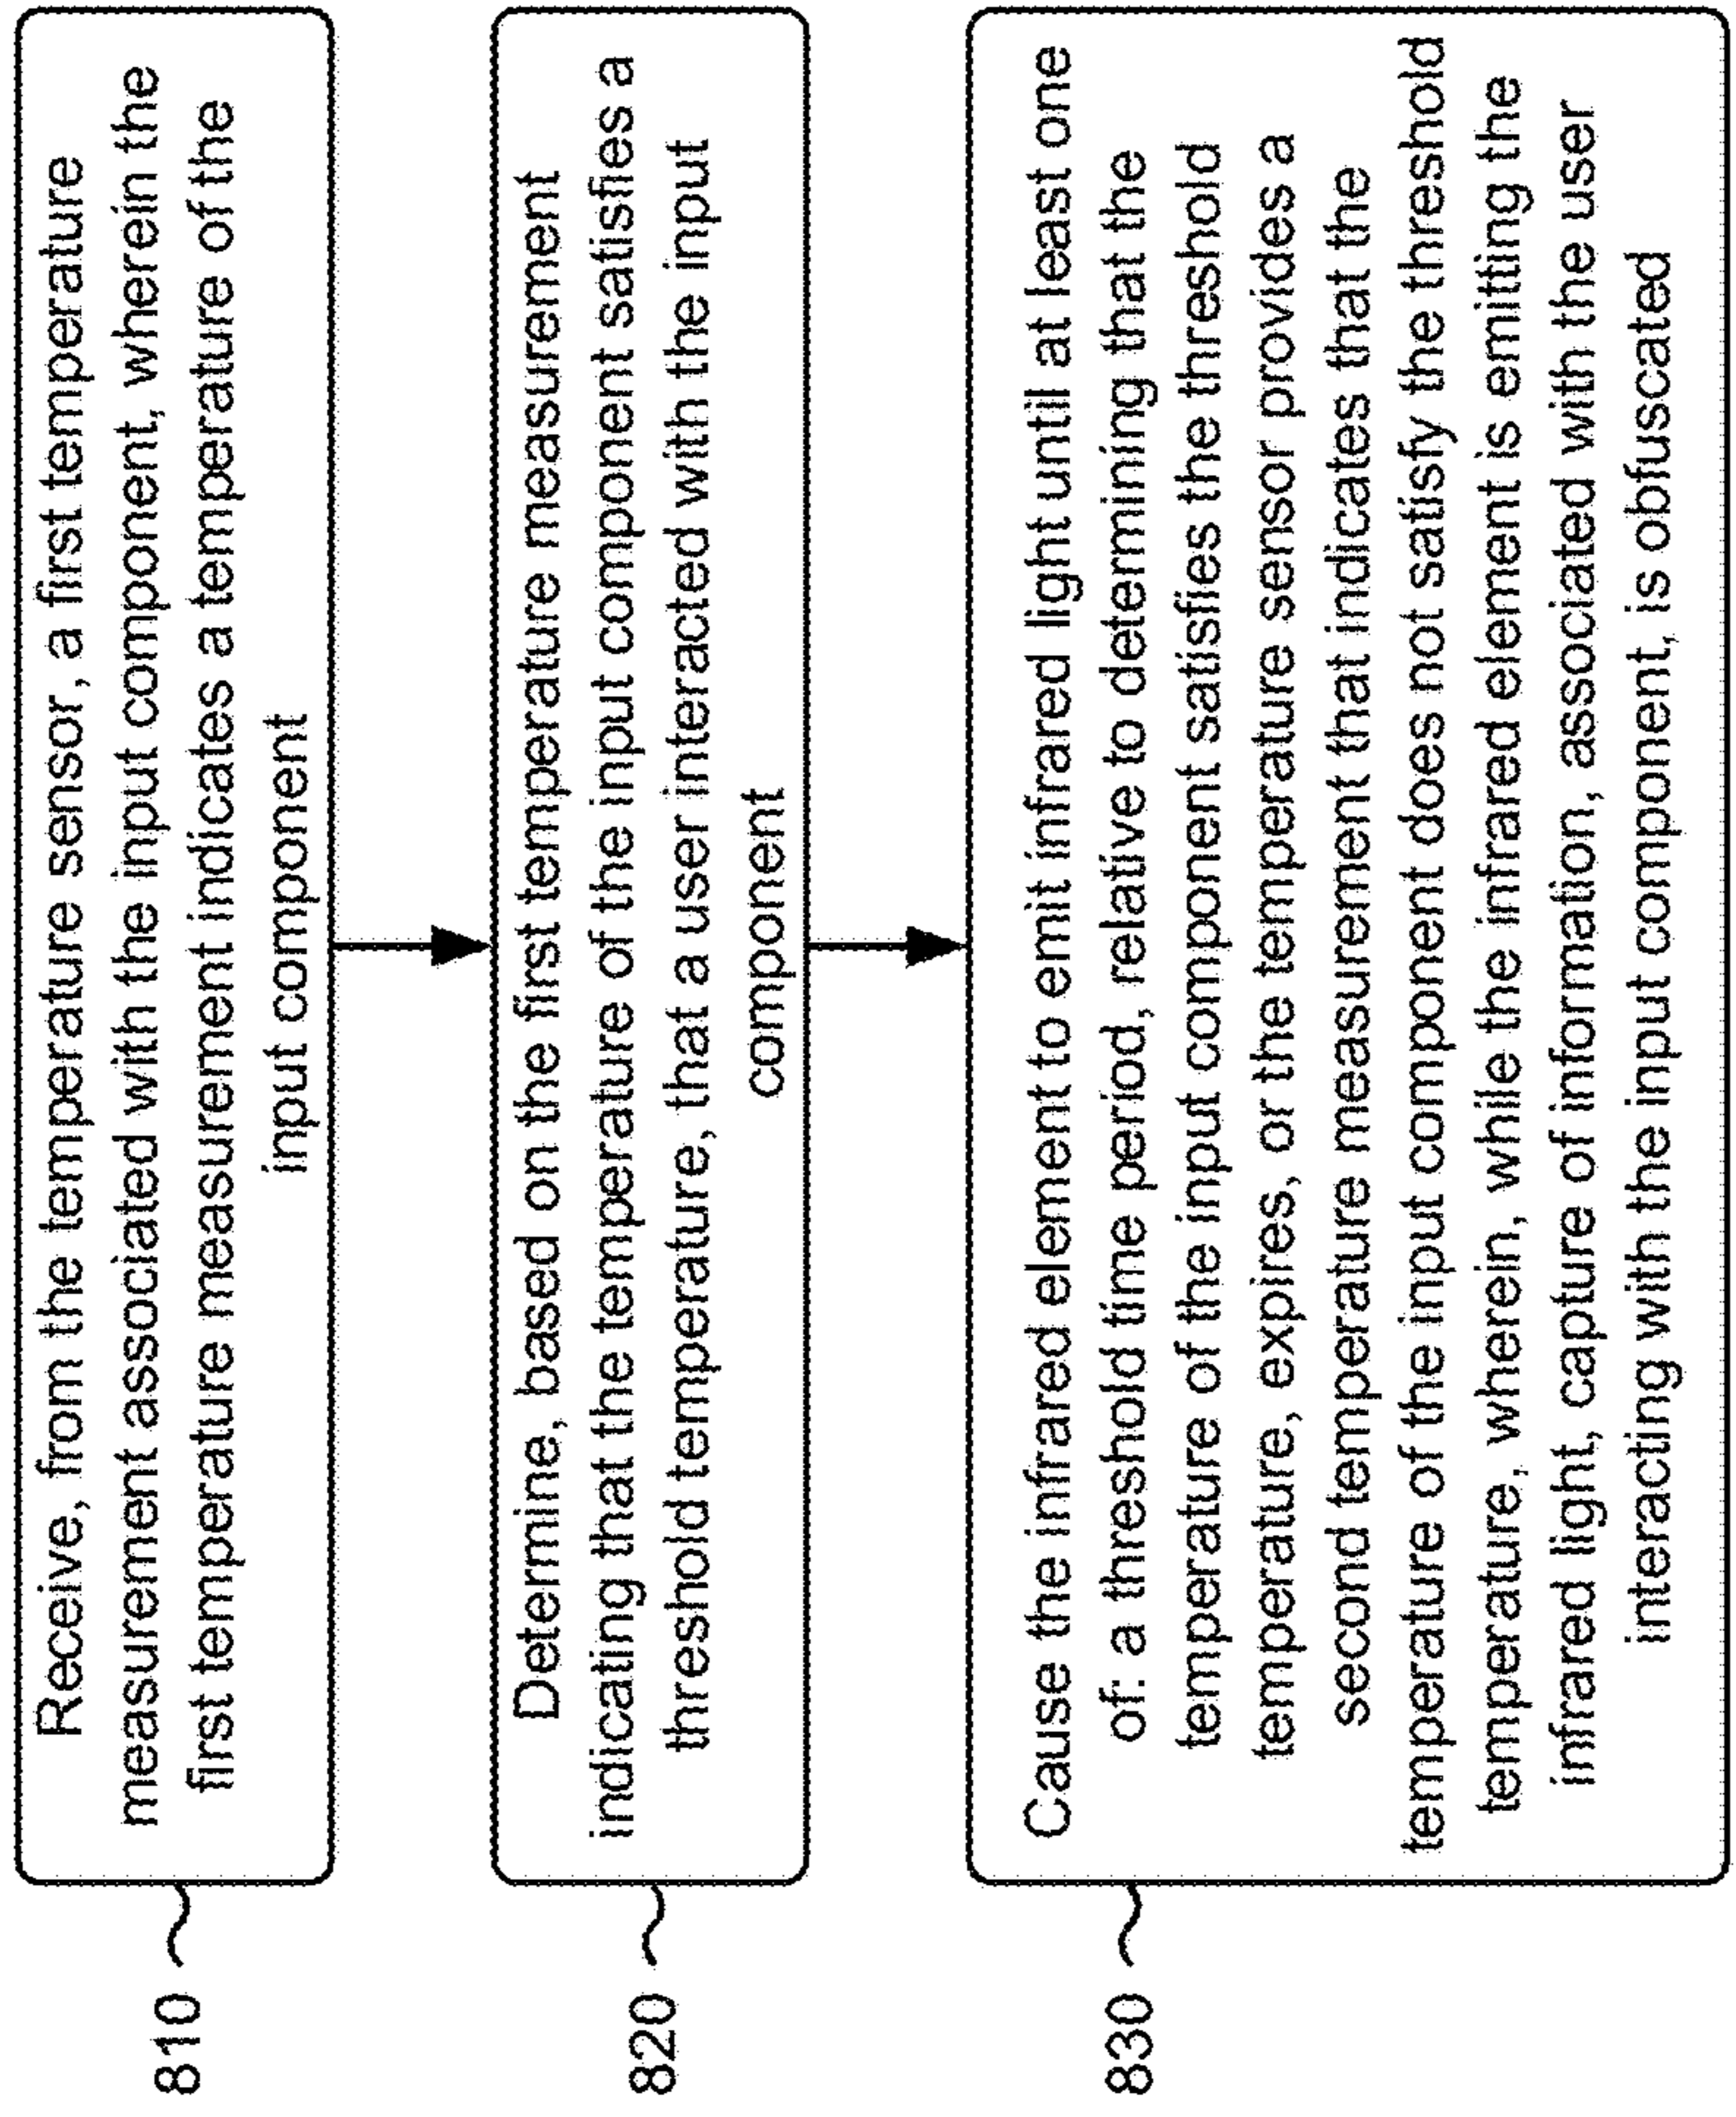 810
Receive, from the temperature sensor, a first temperature
measurement associated with the input component, wherein the
first temperature measurement indicates a temperature of the
input component
820
Determine, based on the first temperature measurement
indicating that the temperature of the input component satisfies a
threshold temperature, that a user interacted with the input
component
830
Cause the infrared element to emit infrared light until at least one
of: a threshold time period, relative to determining that the
temperature of the input component satisfies the threshold
temperature, expires, or the temperature sensor provides a
second temperature measurement that indicates that the
temperature of the input component does not satisfy the threshold
temperature, wherein, while the infrared element is emitting the
infrared light, capture of information, associated with the user
interacting with the input component, is obfuscated